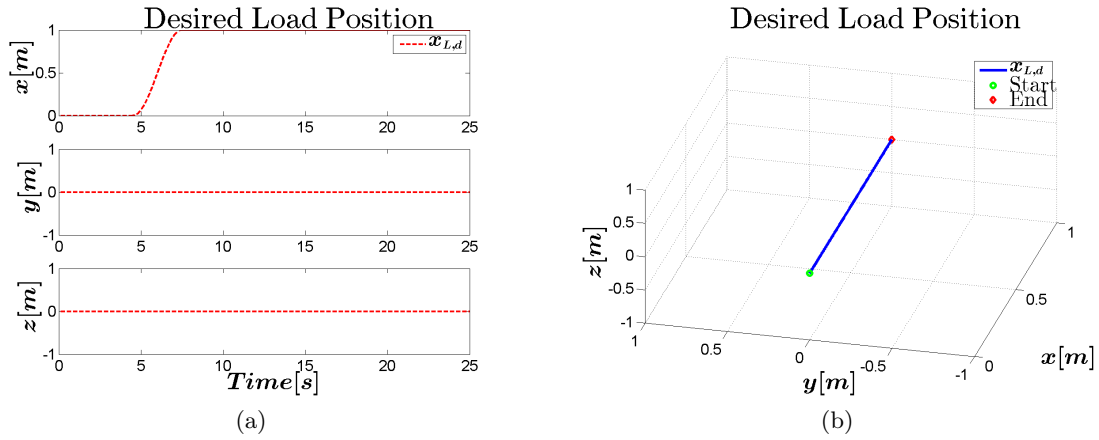 Desired Load Position
x[m]
1
0.5
0
x_{L,d}
0 5 10 15 20 25
y[m]
1
0
-1
0 5 10 15 20 25
z[m]
1
0
-1
0 5 10 15 20 25
Time[s]
(a)
Desired Load Position
x_{L,d}
Start
End
z[m]
1
0.5
0
-0.5
-1
1 0.5 0 -0.5 -1
y[m]
0 0.5 1
x[m]
(b)